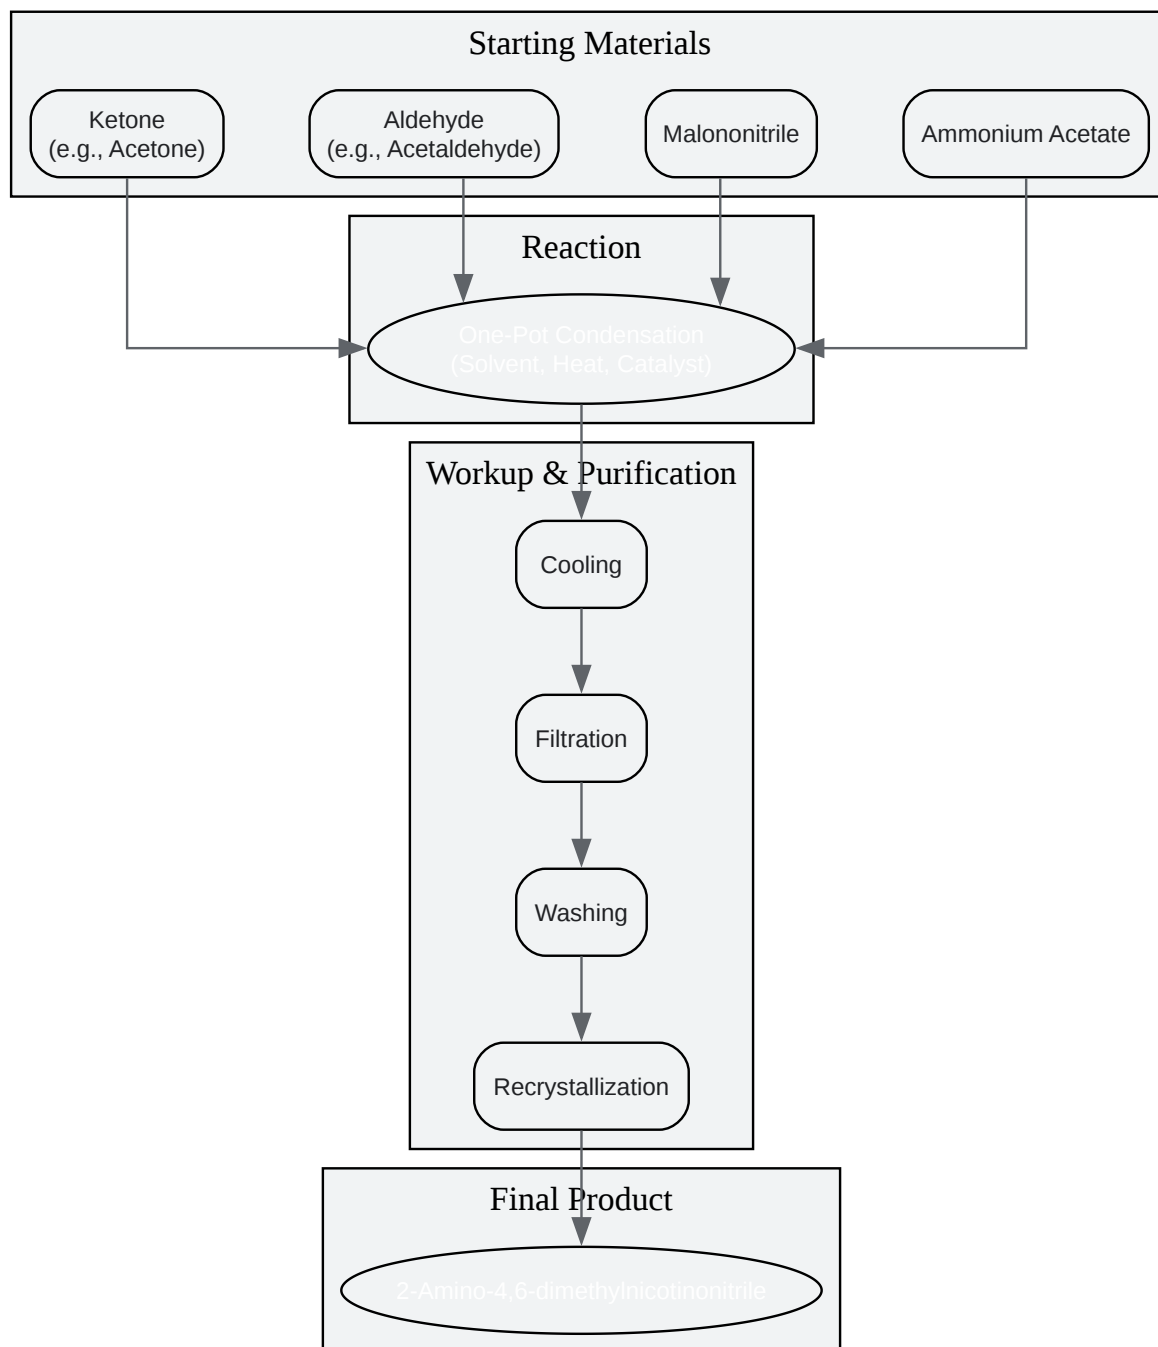 Starting Materials
Ketone
(e.g., Acetone)
Aldehyde
(e.g., Acetaldehyde)
Malononitrile
Ammonium Acetate
Reaction
One-Pot Condensation
(Solvent, Heat, Catalyst)
Workup & Purification
Cooling
Filtration
Washing
Recrystallization
Final Product
2-Amino-4,6-dimethylnicotinonitrile